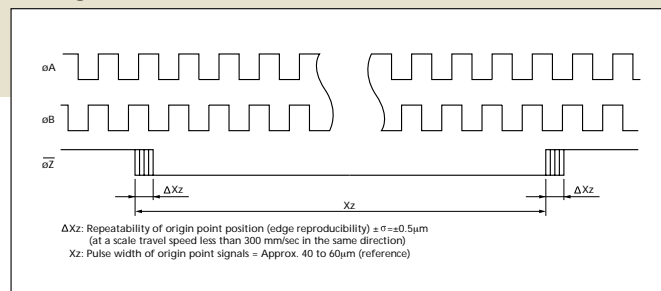 øA
øB
øZ
ΔXz
ΔXz
Xz
ΔXz: Repeatability of origin point position (edge reproducibility) ± σ=±0.5µm
(at a scale travel speed less than 300 mm/sec in the same direction)
Xz: Pulse width of origin point signals = Approx. 40 to 60µm (reference)